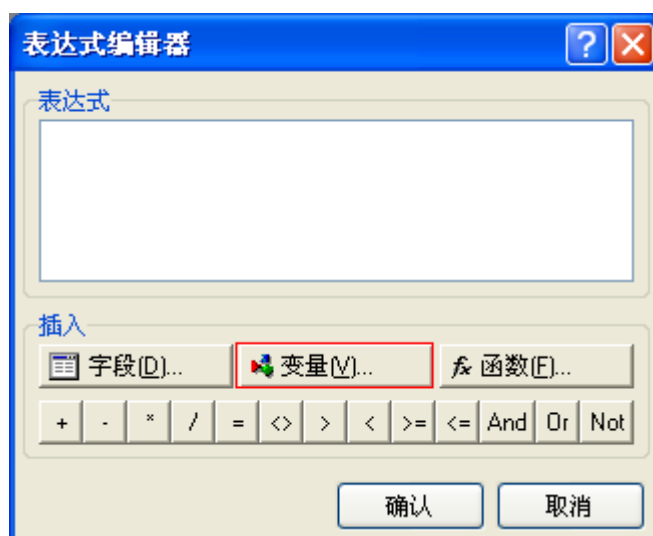 表达式编辑器 ?
表达式
插入
字段(D)... 变量(V)... fx 函数(F)...
+ - * / = <> > < >= <= And Or Not
确认 取消